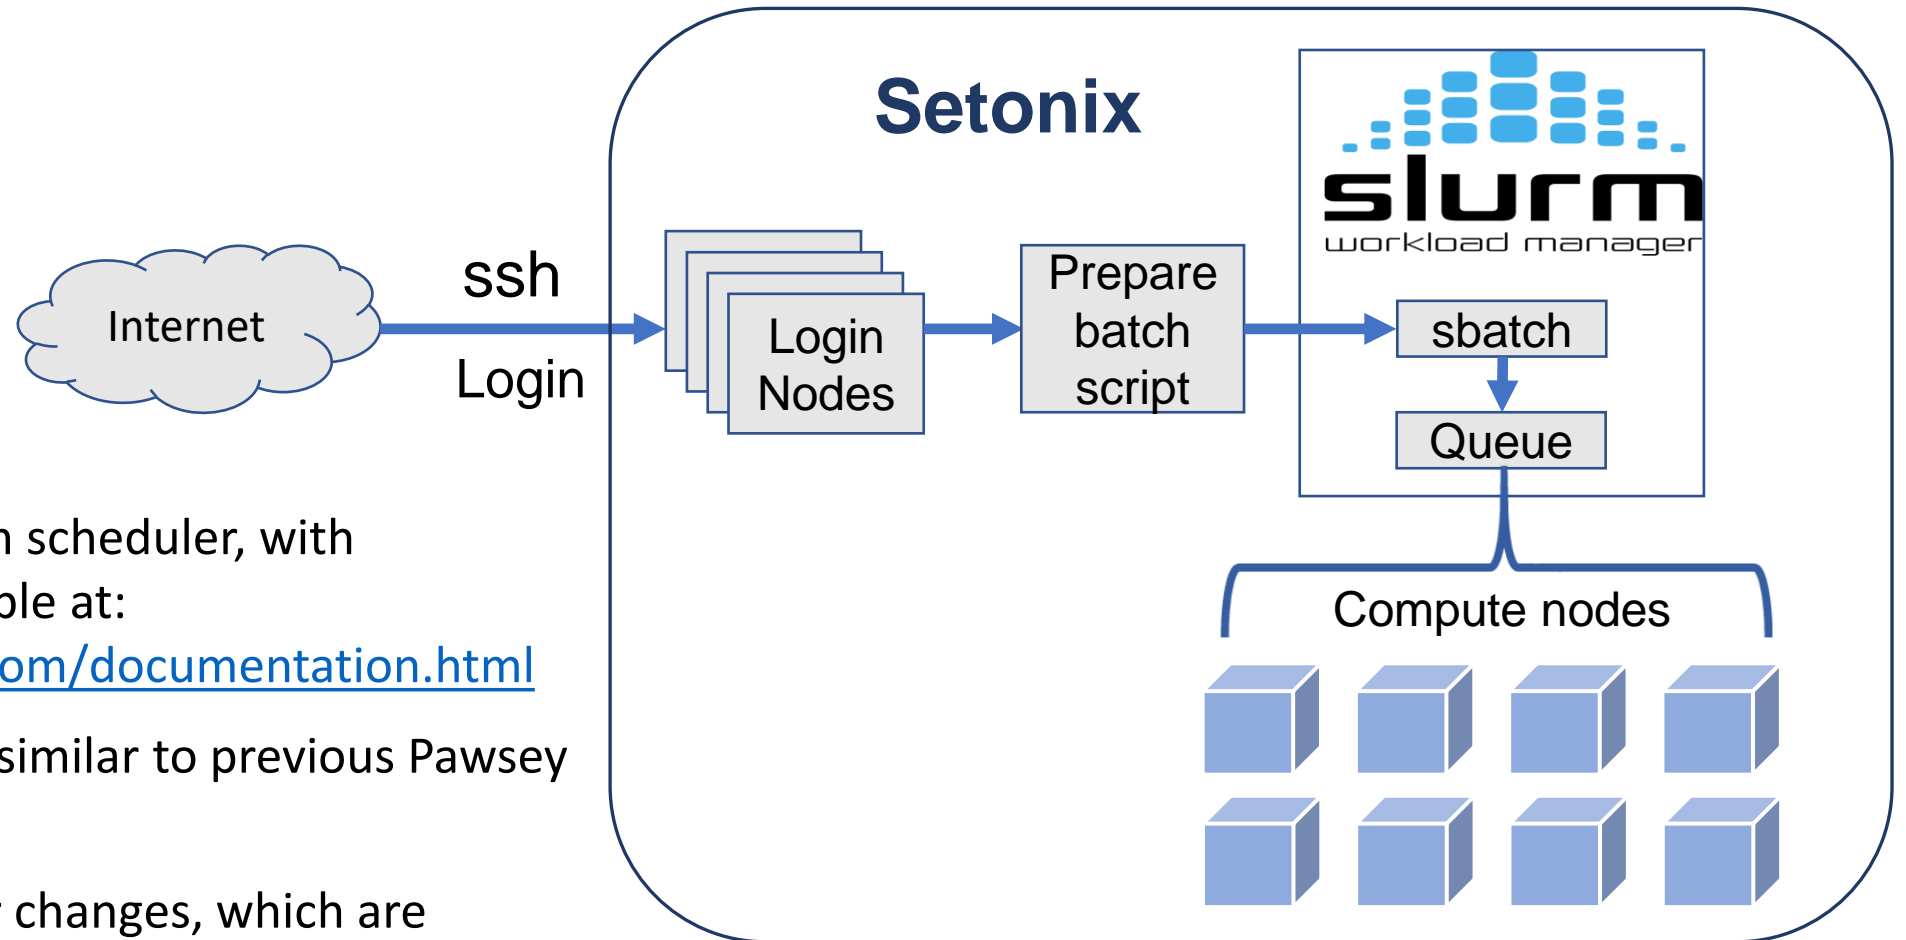 Setonix
slurm
workload manager
Internet
ssh
Login
Login
Nodes
Prepare
batch
script
sbatch
Queue
Compute nodes
scheduler, with
at:
om/documentation.html
similar to previous Pawsey
changes, which are